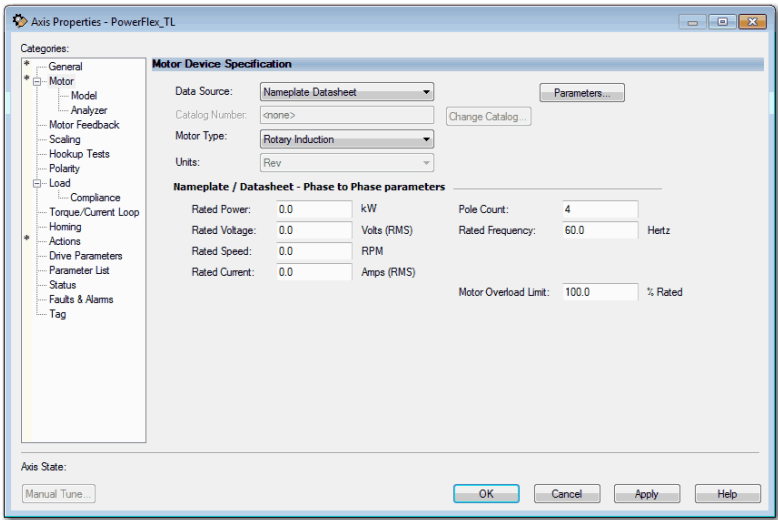 Axis Properties - PowerFlex_TL
Categories:
* General
* Motor
Model
Analyzer
Motor Feedback
Scaling
Hookup Tests
Polarity
Load
Compliance
Torque/Current Loop
Homing
* Actions
Drive Parameters
Parameter List
Status
Faults & Alarms
Tag
Motor Device Specification
Data Source: Nameplate Datasheet Parameters...
Catalog Number: <none> Change Catalog...
Motor Type: Rotary Induction
Units: Rev
Nameplate / Datasheet - Phase to Phase parameters
Rated Power: 0.0 kW Pole Count: 4
Rated Voltage: 0.0 Volts (RMS) Rated Frequency: 60.0 Hertz
Rated Speed: 0.0 RPM
Rated Current: 0.0 Amps (RMS)
Motor Overload Limit: 100.0 % Rated
Axis State:
Manual Tune... OK Cancel Apply Help